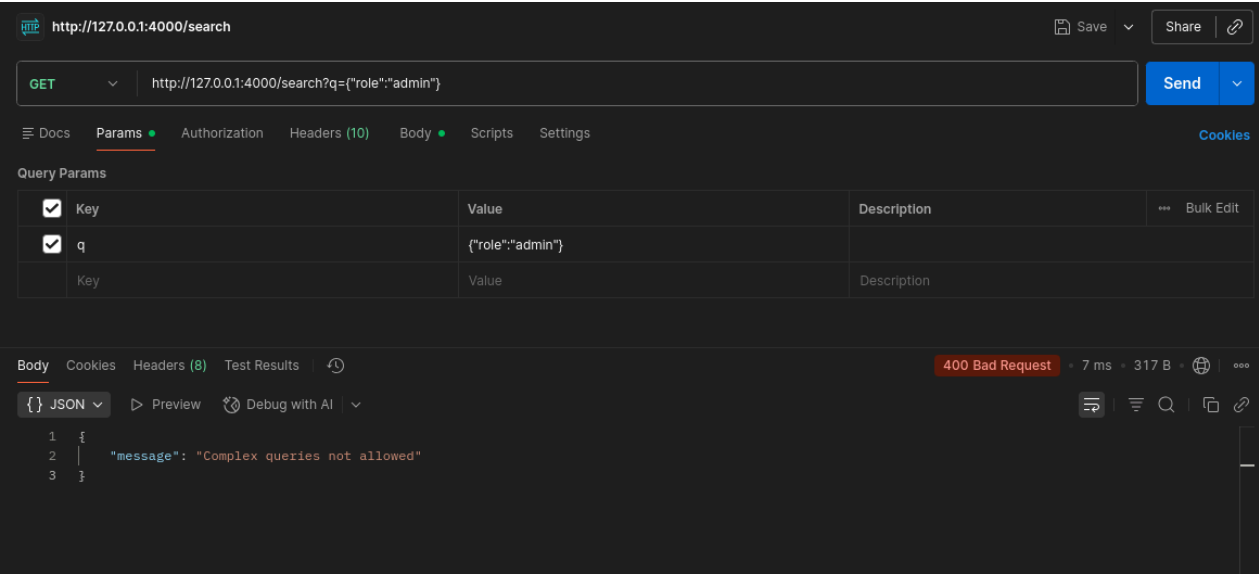 HTTP http://127.0.0.1:4000/search Save Share
GET http://127.0.0.1:4000/search?q={"role":"admin"} Send
Docs Params Authorization Headers (10) Body Scripts Settings Cookies
Query Params
Key Value Description Bulk Edit
q {"role":"admin"}
Key Value Description
Body Cookies Headers (8) Test Results 400 Bad Request 7 ms 317 B
{} JSON Preview Debug with AI
1 {
2 "message": "Complex queries not allowed"
3 }